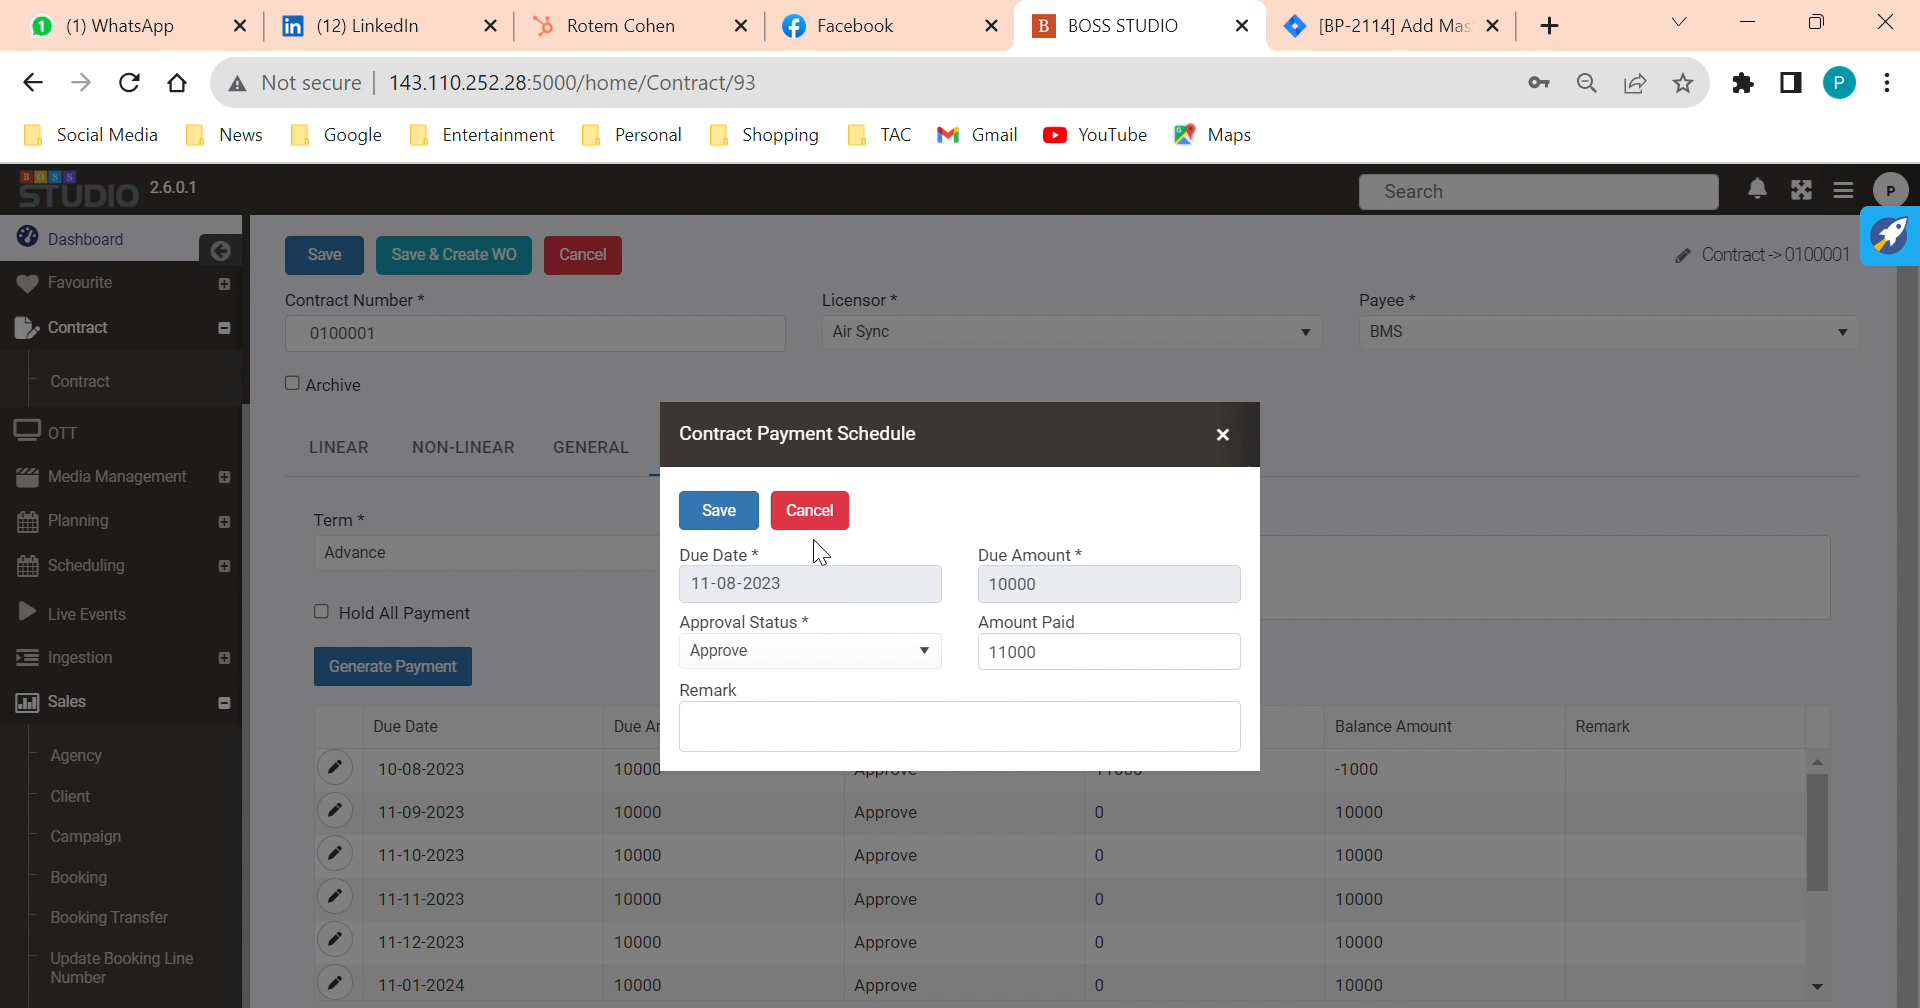 (1) WhatsApp
(12) LinkedIn
Rotem Cohen
Facebook
BOSS STUDIO
[BP-2114] Add Mas
Not secure 143.110.252.28:5000/home/Contract/93
P
Social Media News Google Entertainment Personal Shopping TAC Gmail YouTube Maps
BOSS
STUDIO 2.6.0.1
Search
P
Dashboard
Favourite
Contract
Contract
OTT
Media Management
Planning
Scheduling
Live Events
Ingestion
Sales
Agency
Client
Campaign
Booking
Booking Transfer
Update Booking Line
Number
Save Save & Create WO Cancel
Contract -> 0100001
Contract Number * Licensor * Payee *
0100001 Air Sync BMS
Archive
LINEAR NON-LINEAR GENERAL
Term *
Advance
Hold All Payment
Generate Payment
Contract Payment Schedule
Save Cancel
Due Date * Due Amount *
11-08-2023 10000
Approval Status * Amount Paid
Approve 11000
Remark
Due Date Due Ar Balance Amount Remark
10-08-2023 10000 Approve 11000 -1000
11-09-2023 10000 Approve 0 10000
11-10-2023 10000 Approve 0 10000
11-11-2023 10000 Approve 0 10000
11-12-2023 10000 Approve 0 10000
11-01-2024 10000 Approve 0 10000